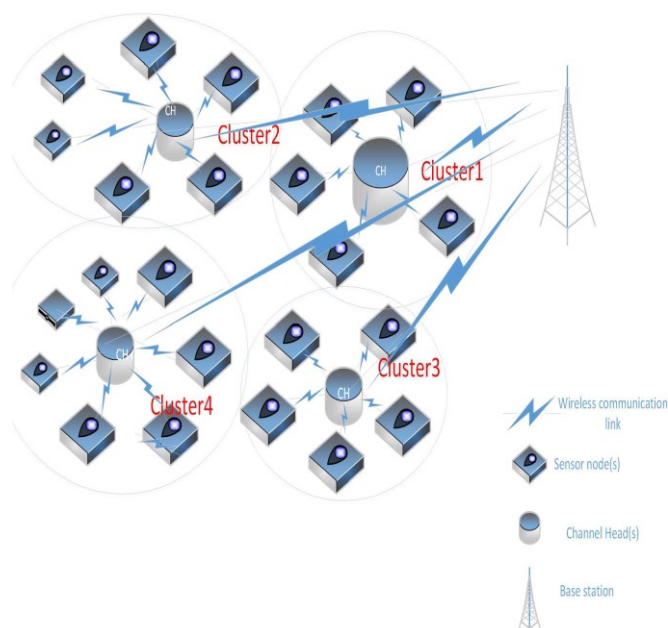 CH
Cluster2
CH
Cluster1
CH
Cluster4
CH
Cluster3
Wireless communication
link
Sensor node(s)
Channel Head(s)
Base station